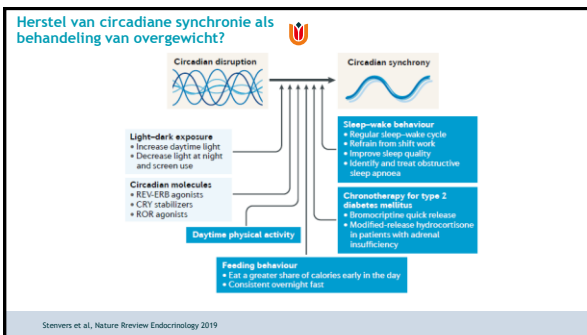 Herstel van circadiane synchronie als
behandeling van overgewicht?
Circadian disruption
Circadian synchrony
Light–dark exposure
• Increase daytime light
• Decrease light at night
and screen use
Circadian molecules
• REV-ERB agonists
• CRY stabilizers
• ROR agonists
Daytime physical activity
Feeding behaviour
• Eat a greater share of calories early in the day
• Consistent overnight fast
Sleep–wake behaviour
• Regular sleep–wake cycle
• Refrain from shift work
• Improve sleep quality
• Identify and treat obstructive
sleep apnoea
Chronotherapy for type 2
diabetes mellitus
• Bromocriptine quick release
• Modified-release hydrocortisone
in patients with adrenal
insufficiency
Stenvers et al, Nature Rreview Endocrinology 2019